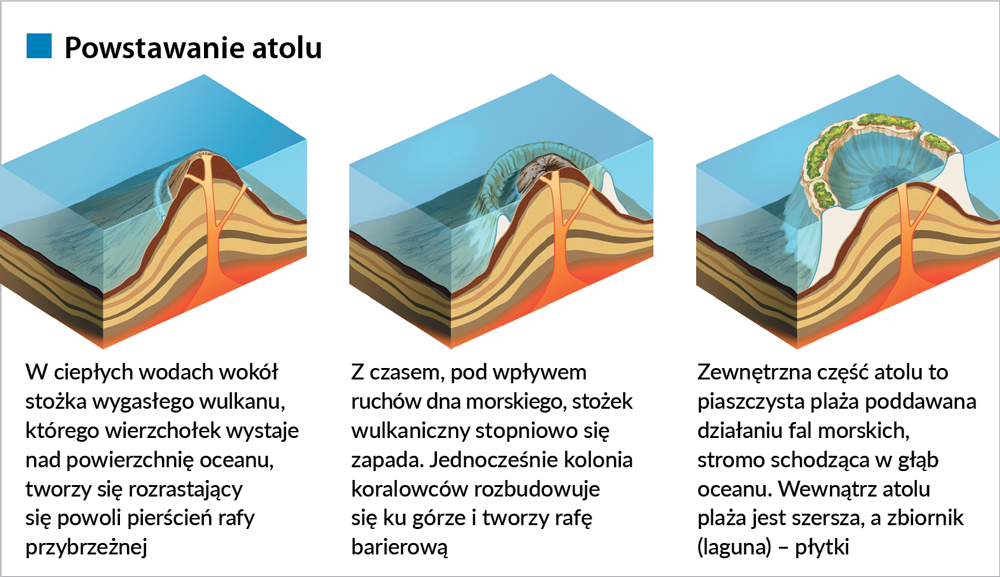 Powstawanie atolu
W ciepłych wodach wokół
stożka wygasłego wulkanu,
którego wierzchołek wystaje
nad powierzchnię oceanu,
tworzy się rozrastający
się powoli pierścień rafy
przybrzeżnej
Z czasem, pod wpływem
ruchów dna morskiego, stożek
wulkaniczny stopniowo się
zapada. Jednocześnie kolonia
koralowców rozbudowuje
się ku górze i tworzy rafę
barierową
Zewnętrzna część atolu to
piaszczysta plaża poddawana
działaniu fal morskich,
stromo schodząca w głąb
oceanu. Wewnątrz atolu
plaża jest szersza, a zbiornik
(laguna) – płytki